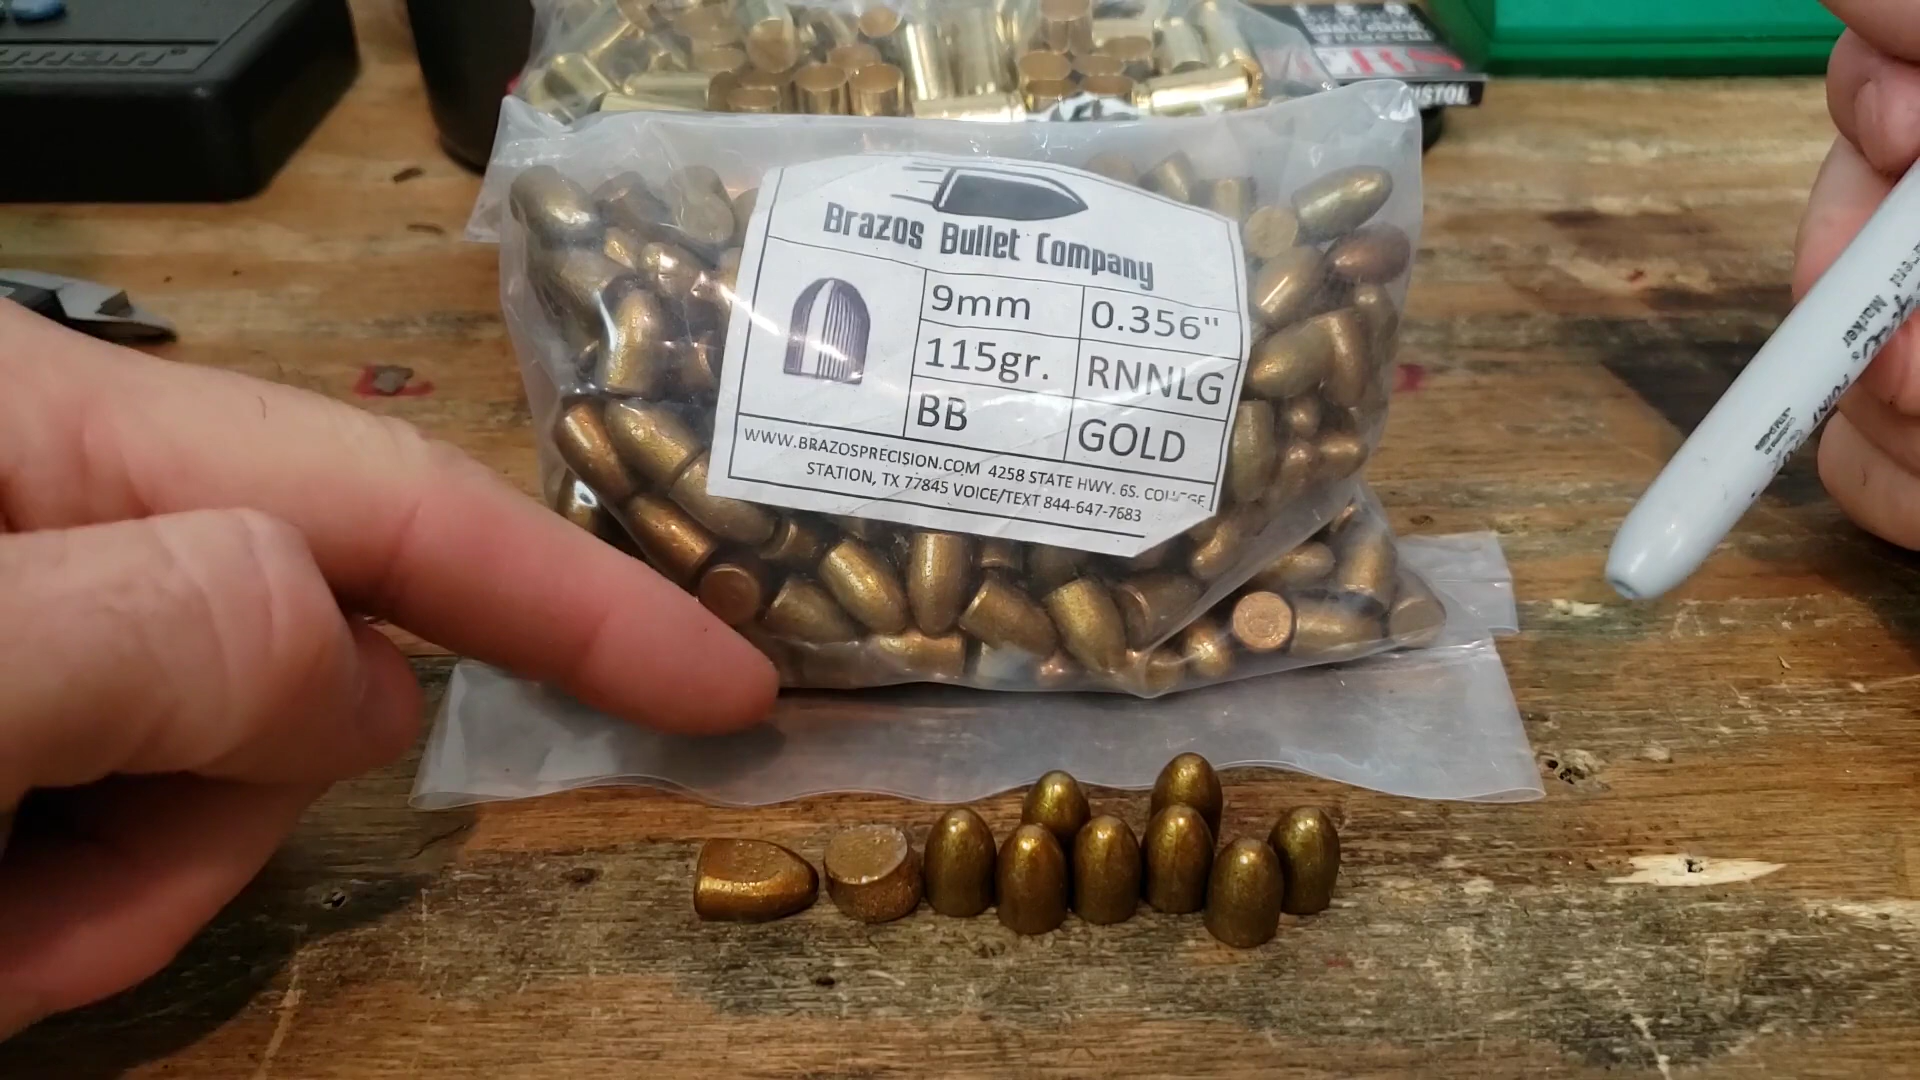 Brazos Bullet Company
9mm
0.356"
115gr.
RNNLG
BB
GOLD
WWW.BRAZOSPRECISION.COM 4258 STATE HWY. 6S. COLLEGE
STATION, TX 77845 VOICE/TEXT 844-647-7683
Marker